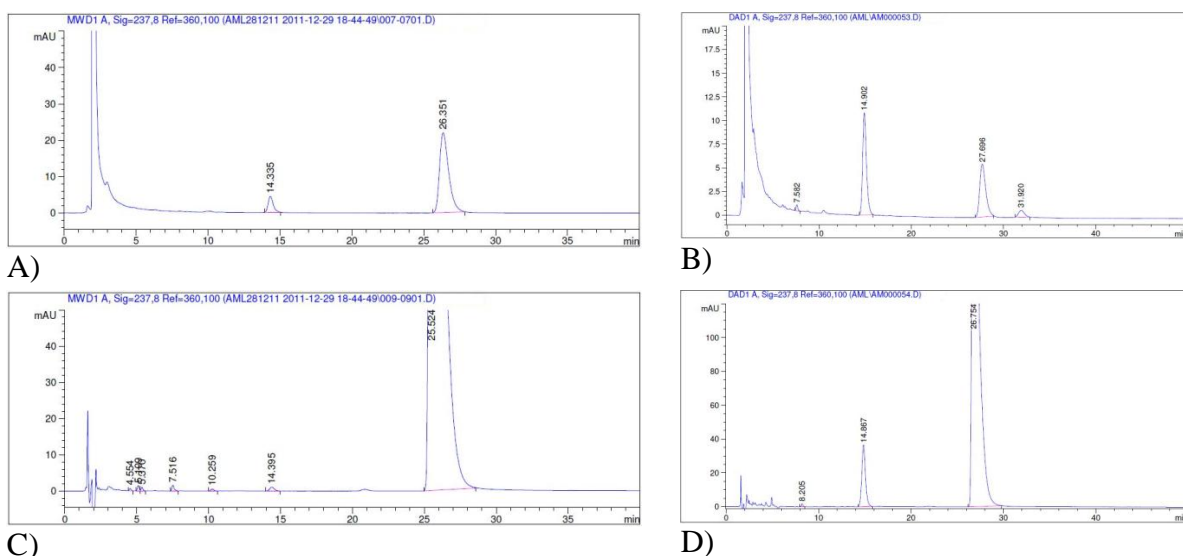 MWD1 A, Sig=237,8 Ref=360,100 (AML281211 2011-12-29 18-44-49\007-0701.D)
mAU
50
40
30
20
10
0
14.335
26.351
0 5 10 15 20 25 30 35 min
A)
DAD1 A, Sig=237,8 Ref=360,100 (AML\AM000053.D)
mAU
17.5
15
12.5
10
7.5
5
2.5
0
7.582
14.902
27.696
31.920
0 10 20 30 40
B)
MWD1 A, Sig=237,8 Ref=360,100 (AML281211 2011-12-29 18-44-49\009-0901.D)
mAU
40
30
20
10
0
4.554
5.370
7.516
10.259
14.395
25.524
0 5 10 15 20 25 30 35 min
C)
DAD1 A, Sig=237,8 Ref=360,100 (AML\AM000054.D)
mAU
100
80
60
40
20
0
8.205
14.867
26.754
0 10 20 30 40
D)